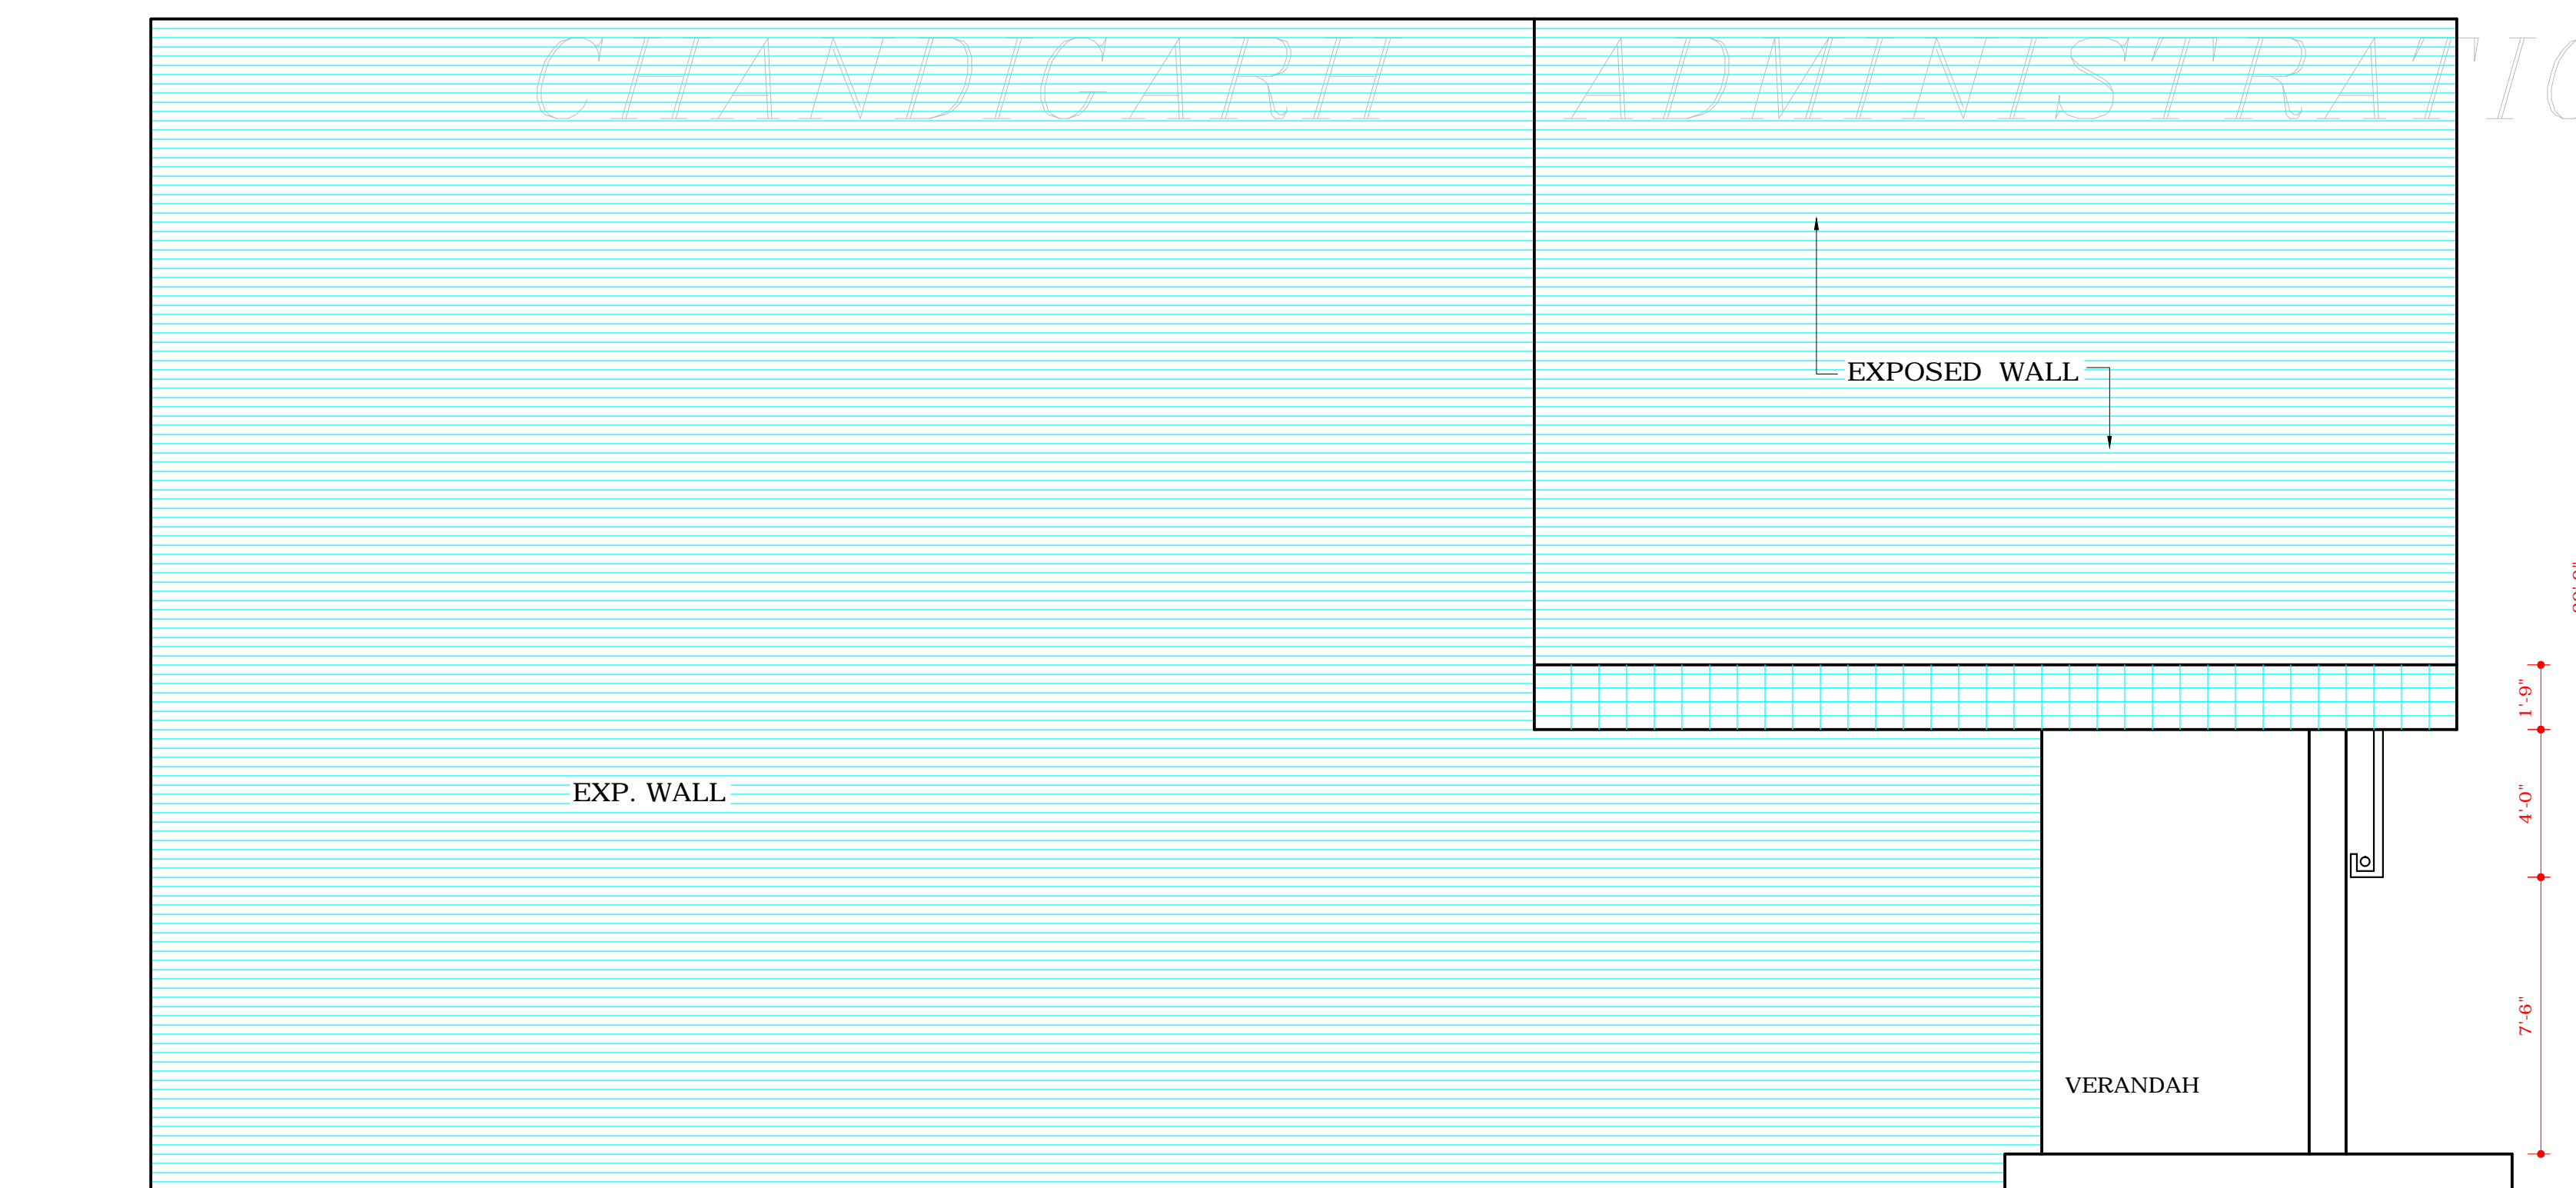 CHANDIGARH ADMINISTRATIO
EXPOSED WALL
1'-9"
EXP. WALL
4'-0"
7'-6"
VERANDAH